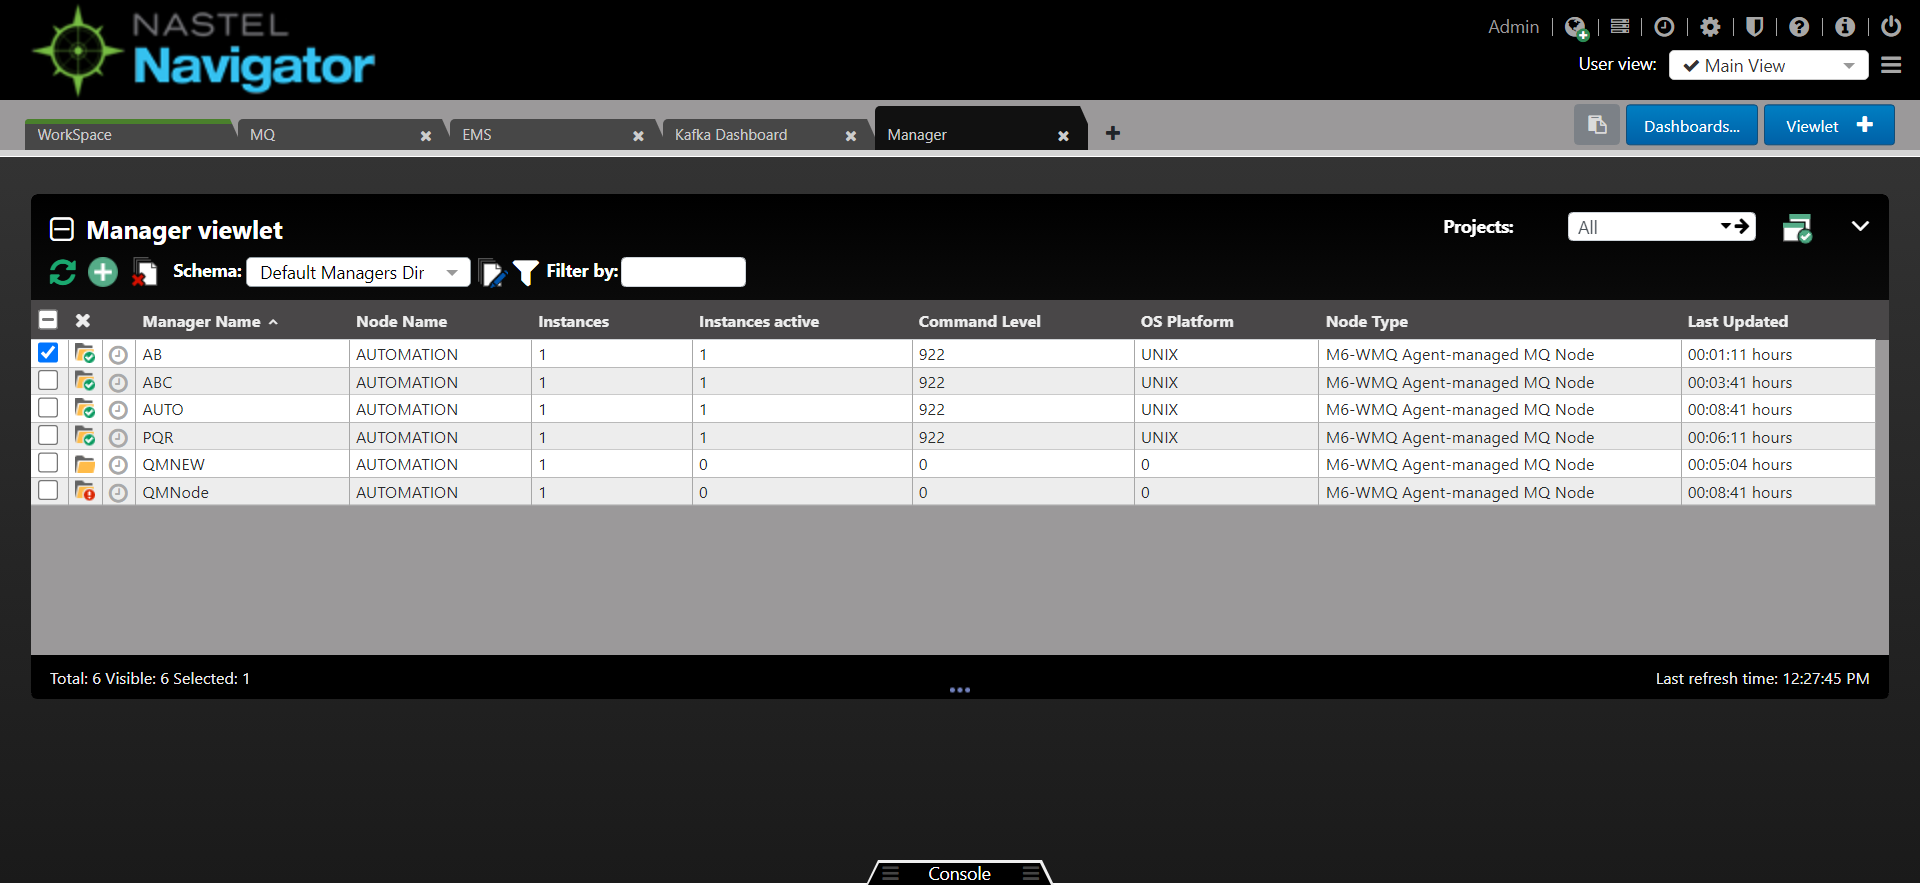 NASTEL
Navigator
Admin
User view: Main View
WorkSpace MQ EMS Kafka Dashboard Manager
Dashboards... Viewlet
Manager viewlet
Projects: All
Schema: Default Managers Dir Filter by:
Manager Name Node Name Instances Instances active Command Level OS Platform Node Type Last Updated
AB AUTOMATION 1 1 922 UNIX M6-WMQ Agent-managed MQ Node 00:01:11 hours
ABC AUTOMATION 1 1 922 UNIX M6-WMQ Agent-managed MQ Node 00:03:41 hours
AUTO AUTOMATION 1 1 922 UNIX M6-WMQ Agent-managed MQ Node 00:08:41 hours
PQR AUTOMATION 1 1 922 UNIX M6-WMQ Agent-managed MQ Node 00:06:11 hours
QMNEW AUTOMATION 1 0 0 0 M6-WMQ Agent-managed MQ Node 00:05:04 hours
QMNode AUTOMATION 1 0 0 0 M6-WMQ Agent-managed MQ Node 00:08:41 hours
Total: 6 Visible: 6 Selected: 1
Last refresh time: 12:27:45 PM
Console